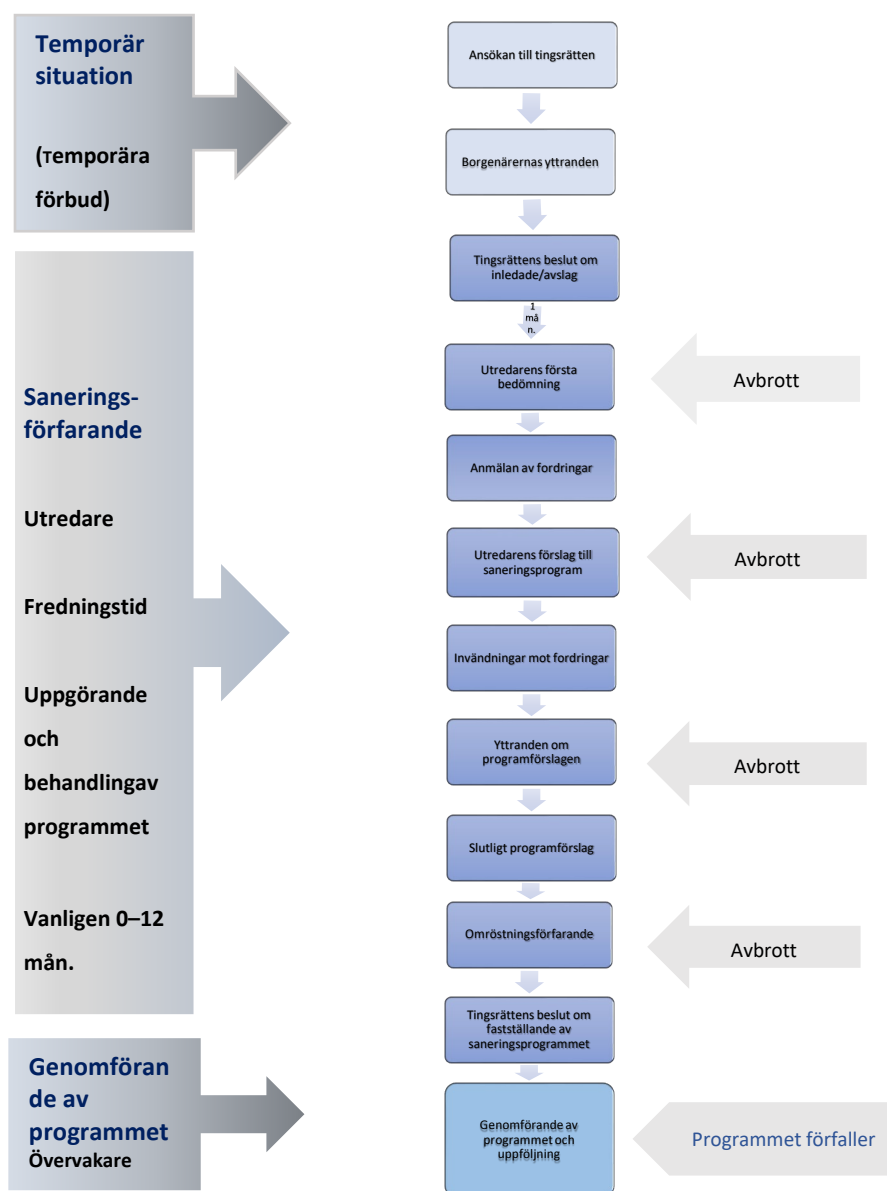 Temporär
situation
(Temporära
förbud)
Sanerings-
förfarande
Utredare
Fredningstid
Uppgörande
och
behandlingav
programmet
Vanligen 0–12
mån.
Genomföran
de av
programmet
Övervakare
Ansökan till tingsrätten
Borgenärernas yttranden
Tingsrättens beslut om
inledade/avslag
1
må
n.
Utredarens första
bedömning
Anmälan av fordringar
Utredarens förslag till
saneringsprogram
Invändningar mot fordringar
Yttranden om
programförslagen
Slutligt programförslag
Omröstningsförfarande
Tingsrättens beslut om
fastställande av
saneringsprogrammet
Genomförande av
programmet och
uppföljning
Avbrott
Avbrott
Avbrott
Avbrott
Programmet förfaller